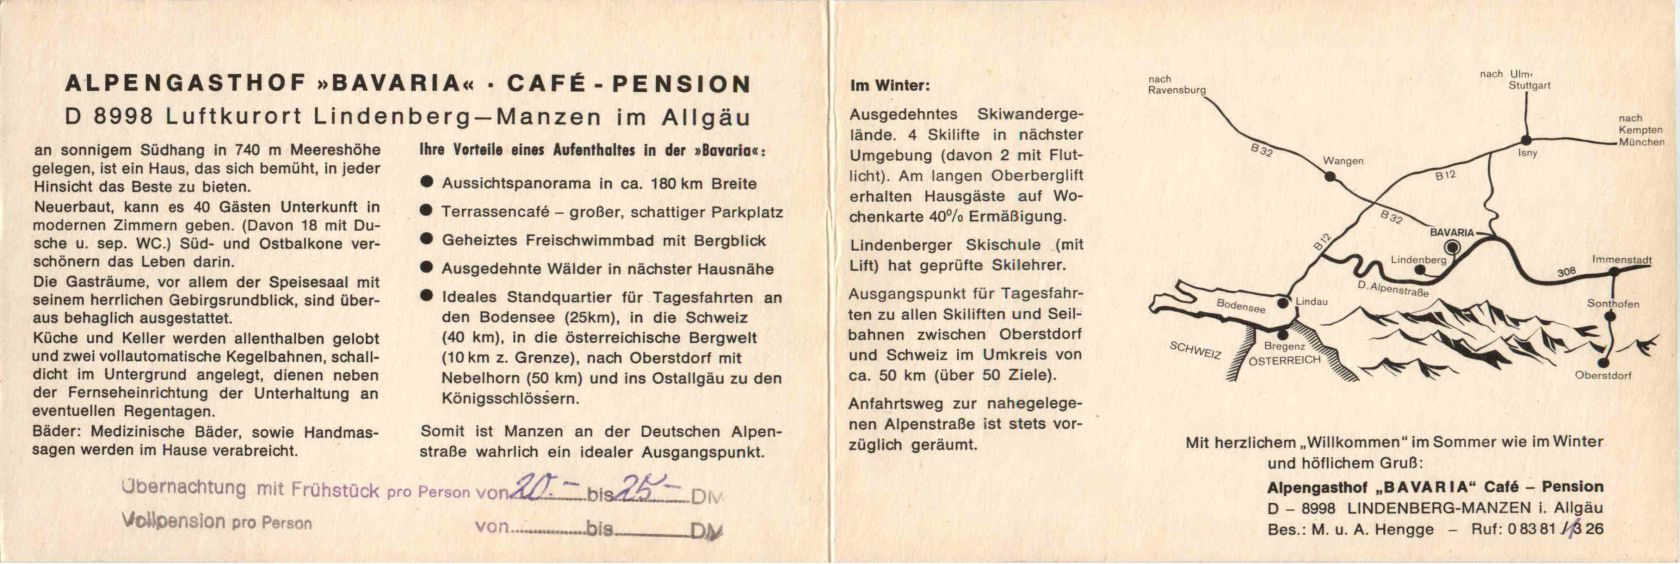 ALPENGASTHOF »BAVARIA« · CAFÉ - PENSION
D 8998 Luftkurort Lindenberg—Manzen im Allgäu
an sonnigem Südhang in 740 m Meereshöhe
gelegen, ist ein Haus, das sich bemüht, in jeder
Hinsicht das Beste zu bieten.
Neuerbaut, kann es 40 Gästen Unterkunft in
modernen Zimmern geben. (Davon 18 mit Du-
sche u. sep. WC.) Süd- und Ostbalkone ver-
schönern das Leben darin.
Die Gasträume, vor allem der Speisesaal mit
seinem herrlichen Gebirgsrundblick, sind über-
aus behaglich ausgestattet.
Küche und Keller werden allenthalben gelobt
und zwei vollautomatische Kegelbahnen, schall-
dicht im Untergrund angelegt, dienen neben
der Fernseheinrichtung der Unterhaltung an
eventuellen Regentagen.
Bäder: Medizinische Bäder, sowie Handmas-
sagen werden im Hause verabreicht.
Ihre Vorteile eines Aufenthaltes in der »Bavaria«:
● Aussichtspanorama in ca. 180 km Breite
● Terrassencafé – großer, schattiger Parkplatz
● Geheiztes Freischwimmbad mit Bergblick
● Ausgedehnte Wälder in nächster Hausnähe
● Ideales Standquartier für Tagesfahrten an
den Bodensee (25km), in die Schweiz
(40 km), in die österreichische Bergwelt
(10 km z. Grenze), nach Oberstdorf mit
Nebelhorn (50 km) und ins Ostallgäu zu den
Königsschlössern.
Somit ist Manzen an der Deutschen Alpen-
straße wahrlich ein idealer Ausgangspunkt.
Übernachtung mit Frühstück pro Person von 20.- bis 25.- DM
Vollpension pro Person von ........ bis ........ DM
Im Winter:
Ausgedehntes Skiwanderge-
lände. 4 Skilifte in nächster
Umgebung (davon 2 mit Flut-
licht). Am langen Oberberglift
erhalten Hausgäste auf Wo-
chenkarte 40% Ermäßigung.
Lindenberger Skischule (mit
Lift) hat geprüfte Skilehrer.
Ausgangspunkt für Tagesfahr-
ten zu allen Skiliften und Seil-
bahnen zwischen Oberstdorf
und Schweiz im Umkreis von
ca. 50 km (über 50 Ziele).
Anfahrtsweg zur nahegelege-
nen Alpenstraße ist stets vor-
züglich geräumt.
nach
Ravensburg
nach Ulm-
Stuttgart
nach
Kempten
München
Isny
B 32
Wangen
B 12
B 32
BAVARIA
B 12
Lindenberg
D. Alpenstraße
308
Immenstadt
Bodensee
Lindau
Sonthofen
SCHWEIZ
Bregenz
ÖSTERREICH
Oberstdorf
Mit herzlichem „Willkommen" im Sommer wie im Winter
und höflichem Gruß:
Alpengasthof „BAVARIA" Café – Pension
D – 8998 LINDENBERG-MANZEN i. Allgäu
Bes.: M. u. A. Hengge – Ruf: 0 83 81 / 3 26